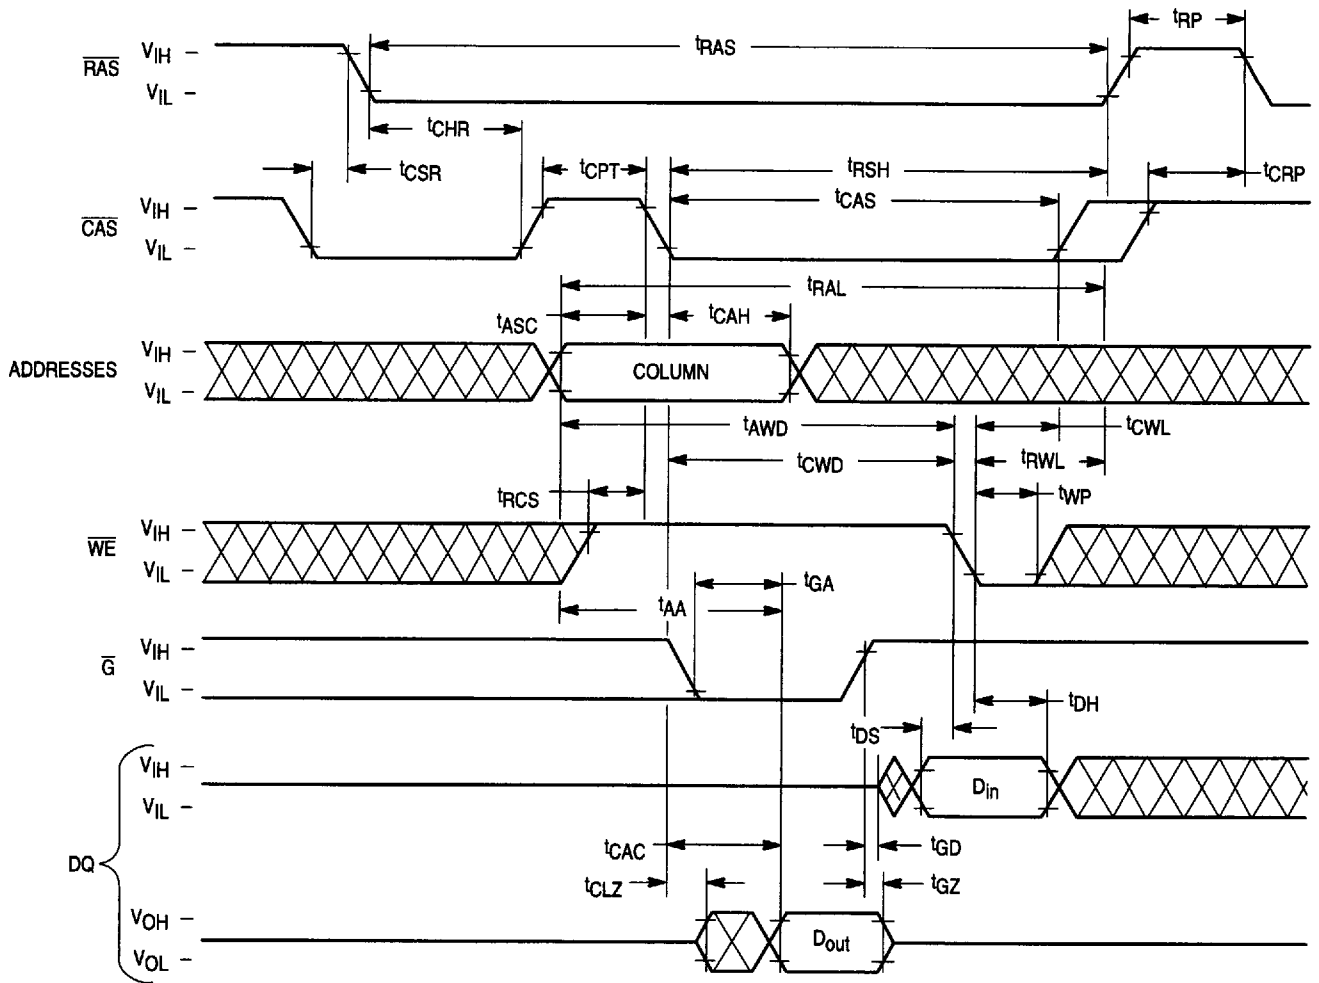 tRP
tRAS
RAS
VIH
VIL
tCHR
tCSR
tCPT
tRSH
tCRP
tCAS
CAS
VIH
VIL
tRAL
tASC
tCAH
ADDRESSES
VIH
VIL
COLUMN
tAWD
tCWL
tCWD
tRWL
tRCS
tWP
WE
VIH
VIL
tGA
tAA
G
VIH
VIL
tDH
tDS
DQ
VIH
VIL
Din
tCAC
tGD
tCLZ
tGZ
VOH
VOL
Dout